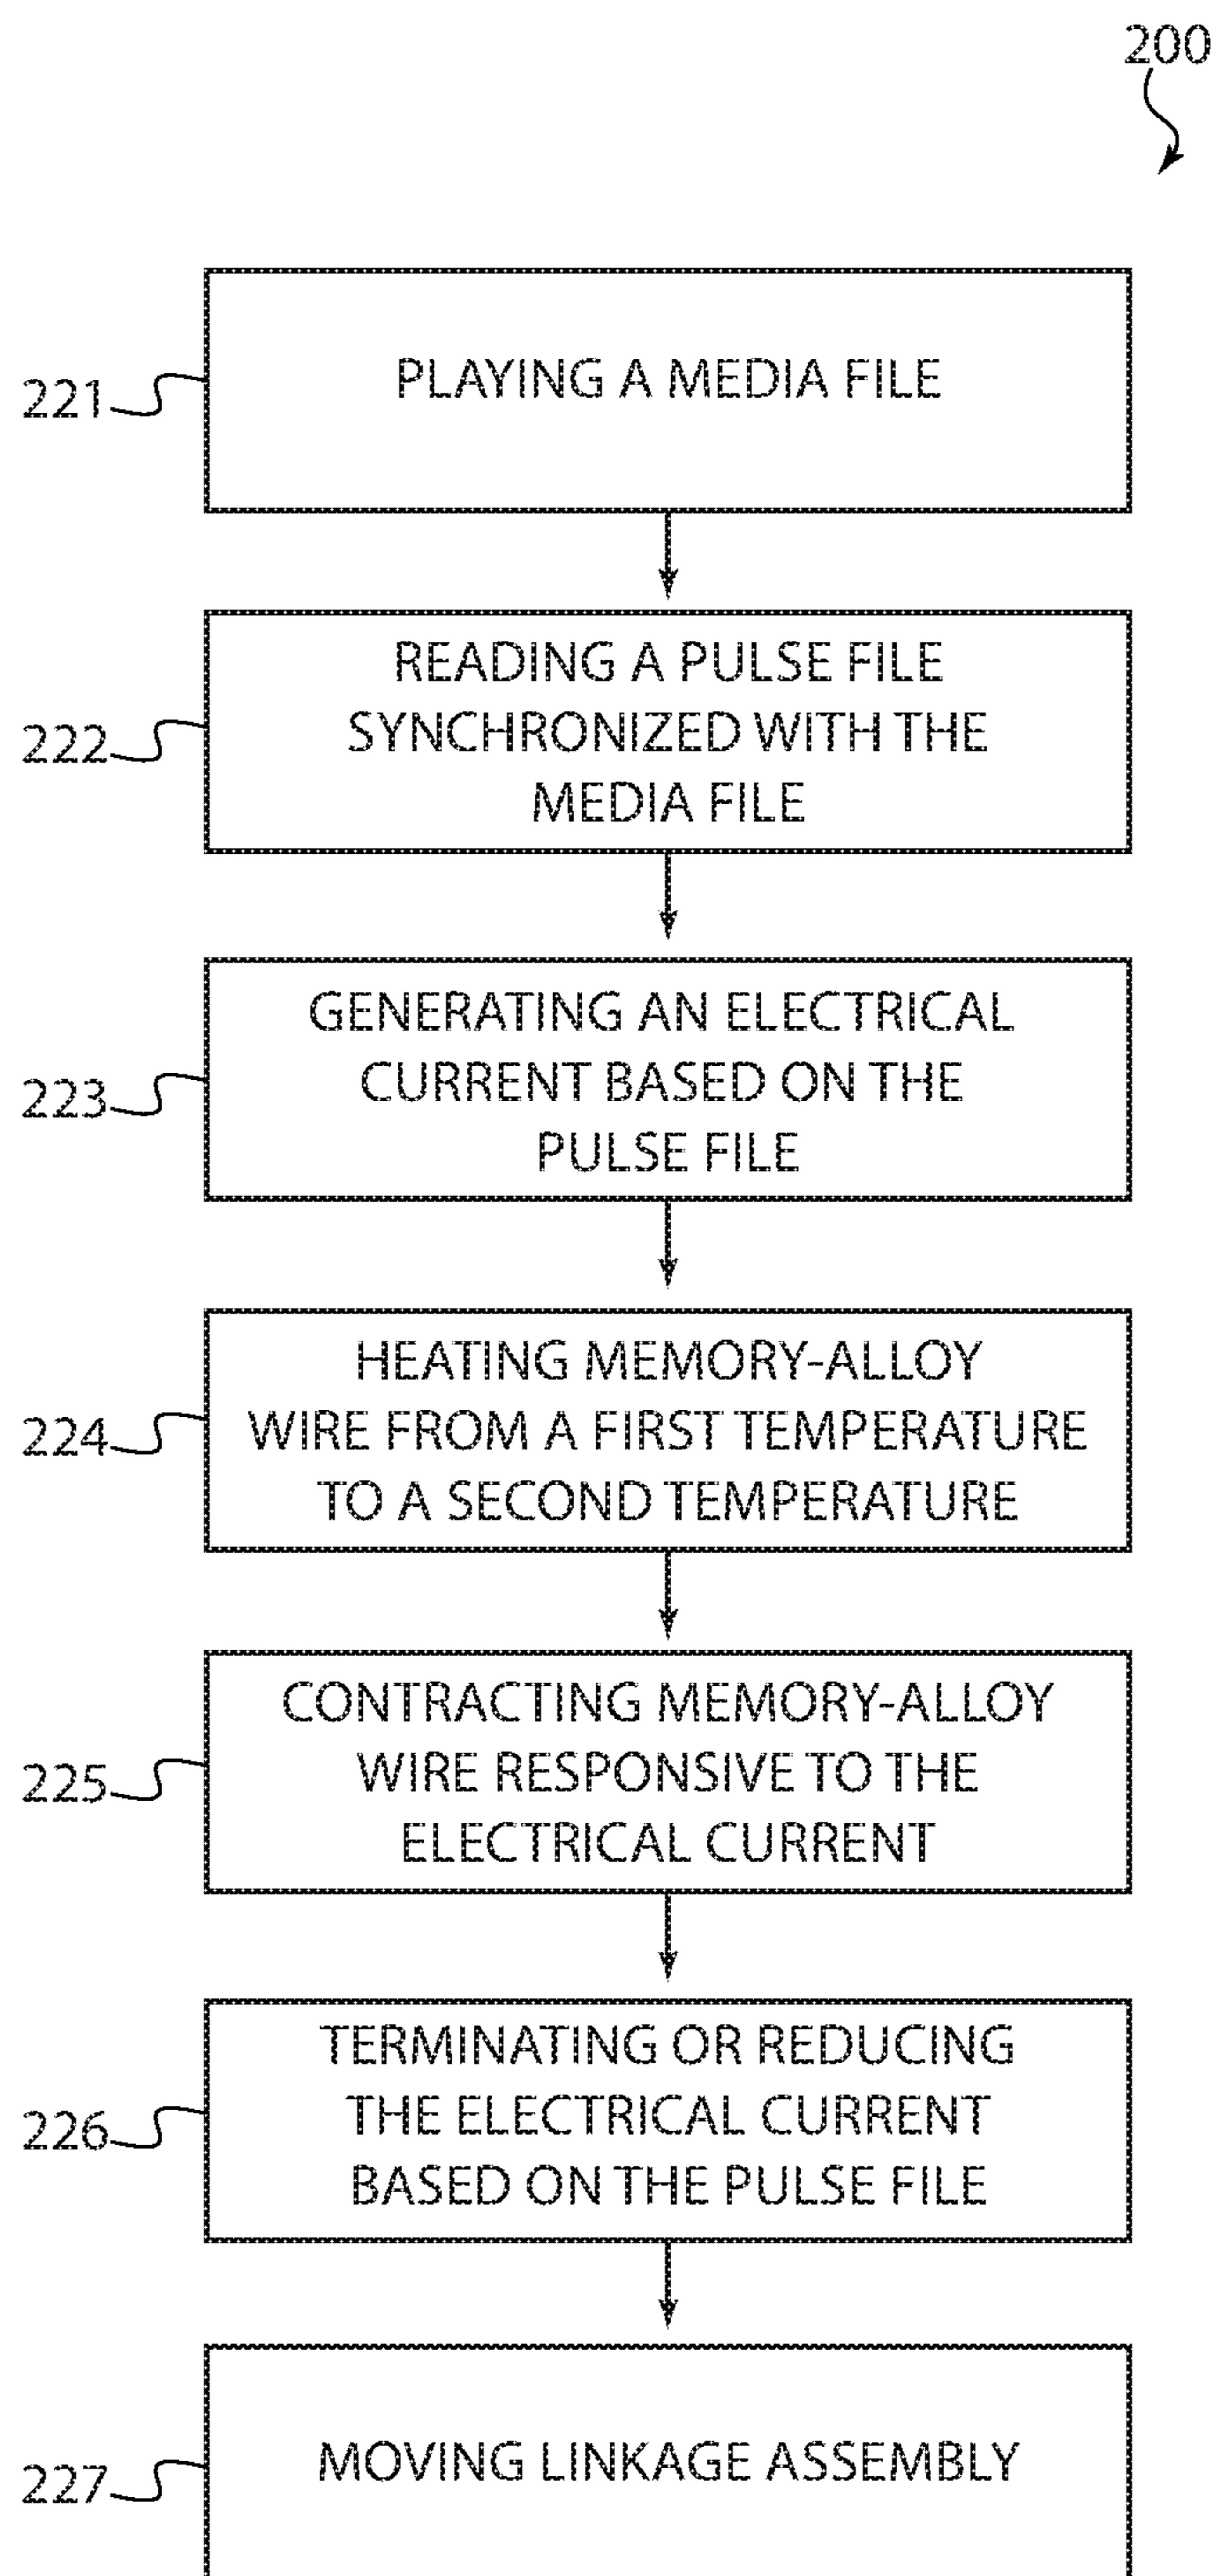 200
221
PLAYING A MEDIA FILE
222
READING A PULSE FILE
SYNCHRONIZED WITH THE
MEDIA FILE
223
GENERATING AN ELECTRICAL
CURRENT BASED ON THE
PULSE FILE
224
HEATING MEMORY-ALLOY
WIRE FROM A FIRST TEMPERATURE
TO A SECOND TEMPERATURE
225
CONTRACTING MEMORY-ALLOY
WIRE RESPONSIVE TO THE
ELECTRICAL CURRENT
226
TERMINATING OR REDUCING
THE ELECTRICAL CURRENT
BASED ON THE PULSE FILE
227
MOVING LINKAGE ASSEMBLY